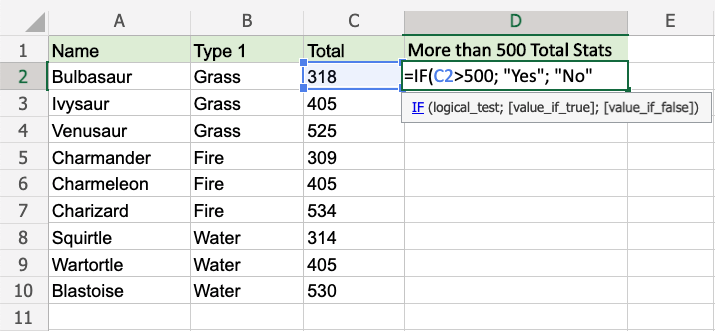 A B C D E
1 Name Type 1 Total More than 500 Total Stats
2 Bulbasaur Grass 318 =IF(C2>500; "Yes"; "No"
3 Ivysaur Grass 405
IF (logical_test; [value_if_true]; [value_if_false])
4 Venusaur Grass 525
5 Charmander Fire 309
6 Charmeleon Fire 405
7 Charizard Fire 534
8 Squirtle Water 314
9 Wartortle Water 405
10 Blastoise Water 530
11